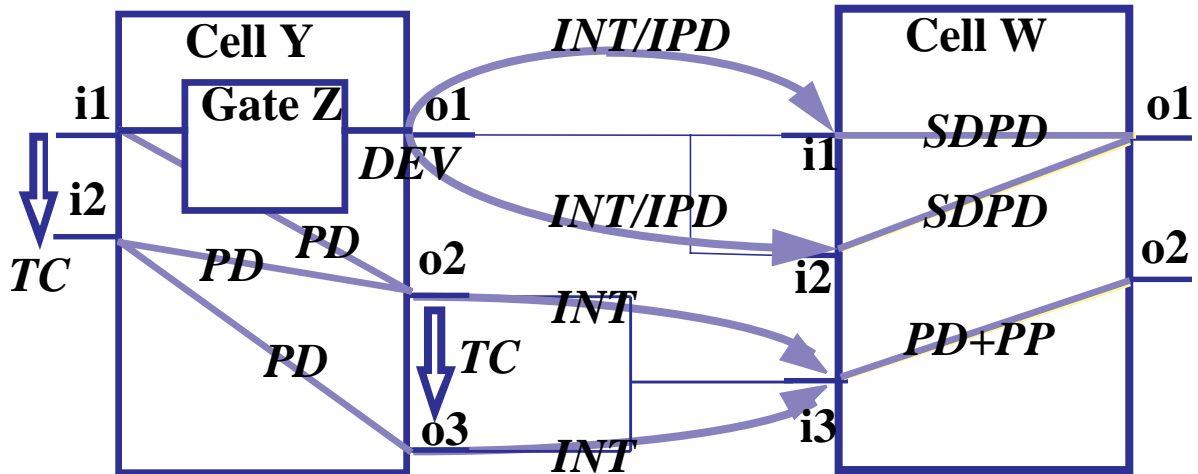 Cell Y
INT/IPD
Cell W
i1
Gate Z
o1
o1
DEV
i1
SDPD
i2
INT/IPD
SDPD
TC
PD
PD
o2
i2
o2
INT
PD
TC
PD+PP
o3
INT
i3